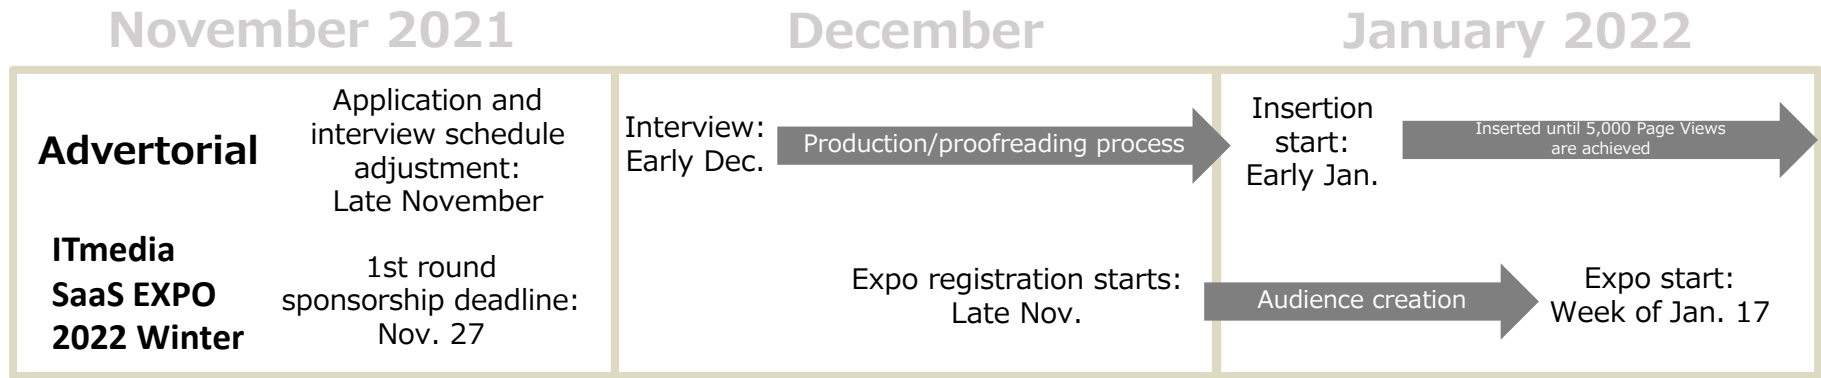 November 2021
December
January 2022
Advertorial
Application and
interview schedule
adjustment:
Late November
Interview:
Early Dec.
Production/proofreading process
Insertion
start:
Early Jan.
Inserted until 5,000 Page Views
are achieved
ITmedia
SaaS EXPO
2022 Winter
1st round
sponsorship deadline:
Nov. 27
Expo registration starts:
Late Nov.
Audience creation
Expo start:
Week of Jan. 17